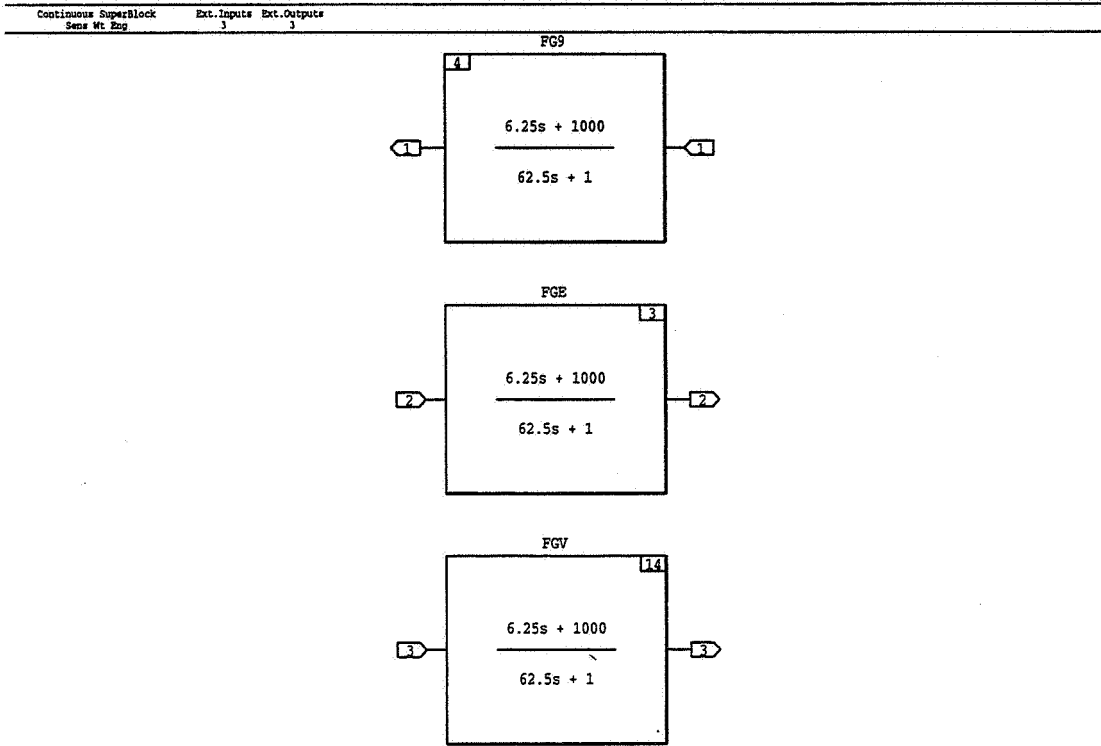 Continuous SuperBlock Ext.Inputs Ext.Outputs
Sens Wt Eng 3 3
FG9
4
6.25s + 1000
1 1
62.5s + 1
FGE
3
6.25s + 1000
2 2
62.5s + 1
FGV
14
6.25s + 1000
3 3
62.5s + 1